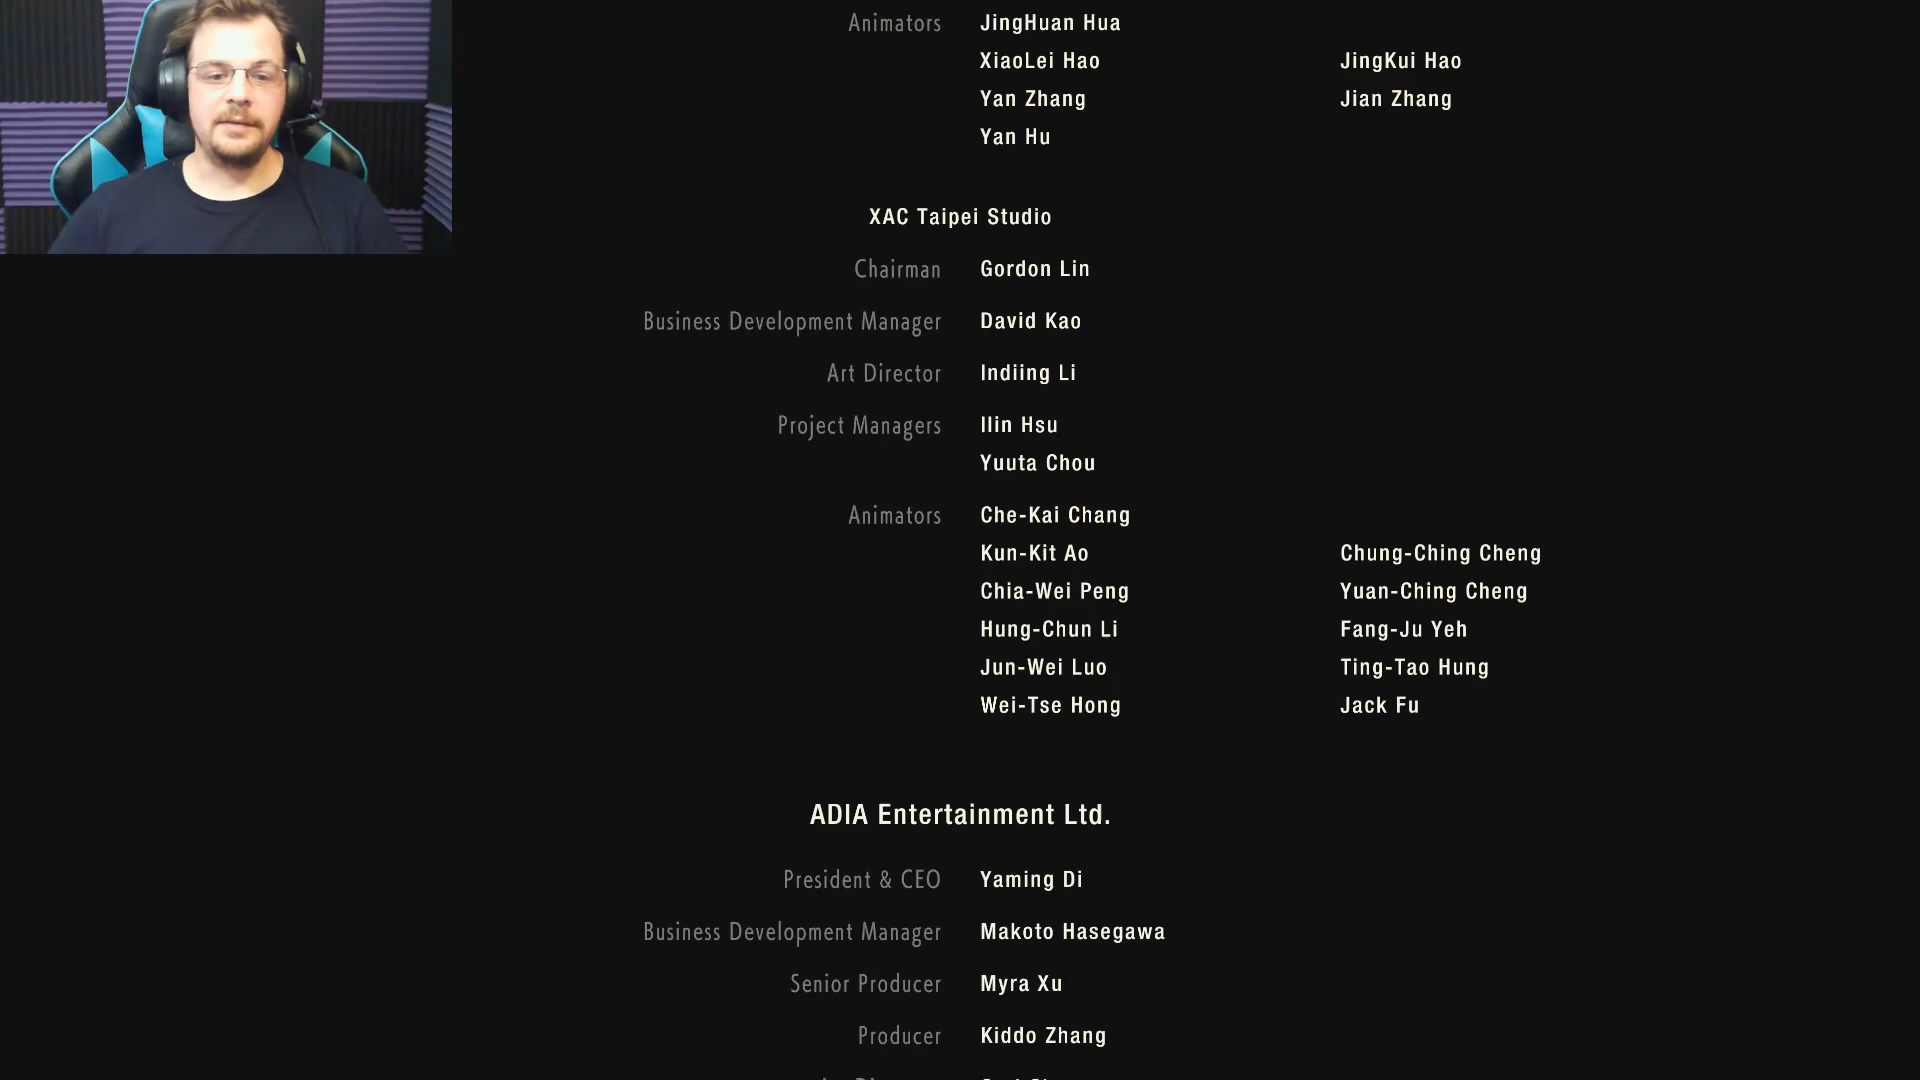 Animators JingHuan Hua
XiaoLei Hao JingKui Hao
Yan Zhang Jian Zhang
Yan Hu
XAC Taipei Studio
Chairman Gordon Lin
Business Development Manager David Kao
Art Director Indiing Li
Project Managers Ilin Hsu
Yuuta Chou
Animators Che-Kai Chang
Kun-Kit Ao Chung-Ching Cheng
Chia-Wei Peng Yuan-Ching Cheng
Hung-Chun Li Fang-Ju Yeh
Jun-Wei Luo Ting-Tao Hung
Wei-Tse Hong Jack Fu
ADIA Entertainment Ltd.
President & CEO Yaming Di
Business Development Manager Makoto Hasegawa
Senior Producer Myra Xu
Producer Kiddo Zhang